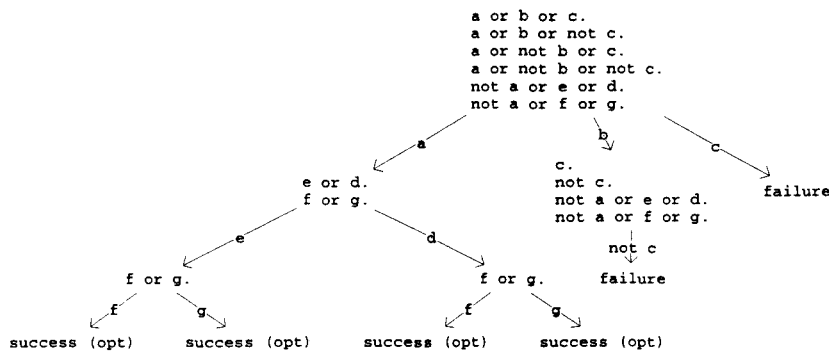 a or b or c.
a or b or not c.
a or not b or c.
a or not b or not c.
not a or e or d.
not a or f or g.
a
b
c
e or d.
f or g.
c.
not c.
not a or e or d.
not a or f or g.
failure
e
d
not c
f or g.
f or g.
failure
f
g
f
g
success (opt)
success (opt)
success (opt)
success (opt)